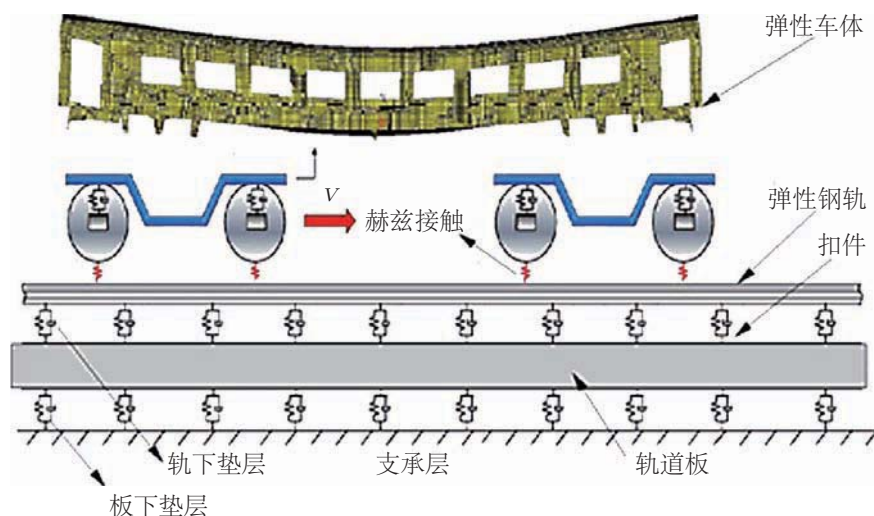 弹性车体
V
弹性钢轨
赫兹接触
扣件
轨下垫层
支承层
轨道板
板下垫层